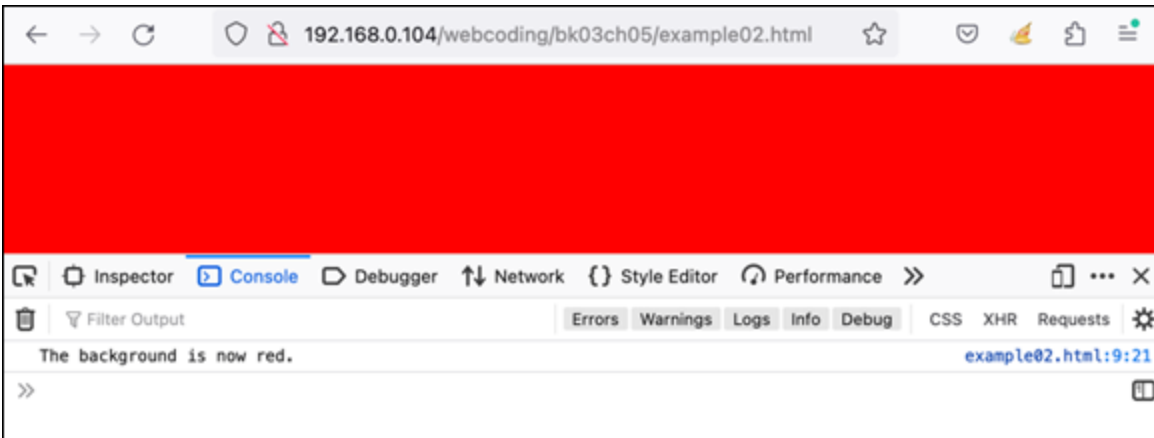 192.168.0.104/webcoding/bk03ch05/example02.html
Inspector Console Debugger Network {} Style Editor Performance
Filter Output Errors Warnings Logs Info Debug CSS XHR Requests
The background is now red. example02.html:9:21